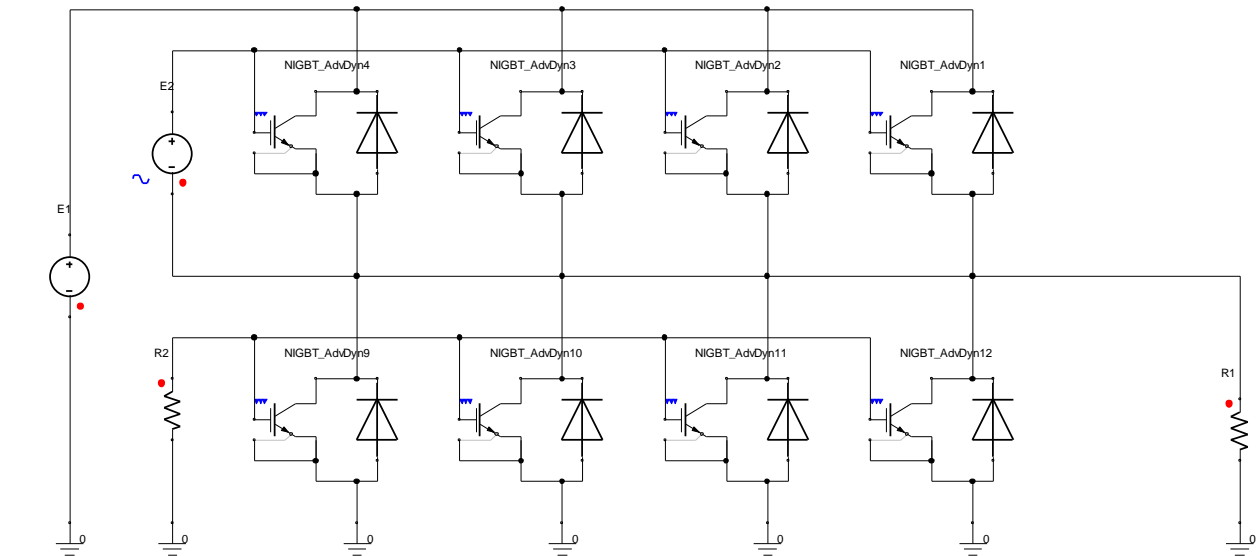 NIGBT_AdvDyn4 NIGBT_AdvDyn3 NIGBT_AdvDyn2 NIGBT_AdvDyn1
E2
+
-
E1
+
-
R2 NIGBT_AdvDyn9 NIGBT_AdvDyn10 NIGBT_AdvDyn11 NIGBT_AdvDyn12
R1
0 0 0 0 0 0 0